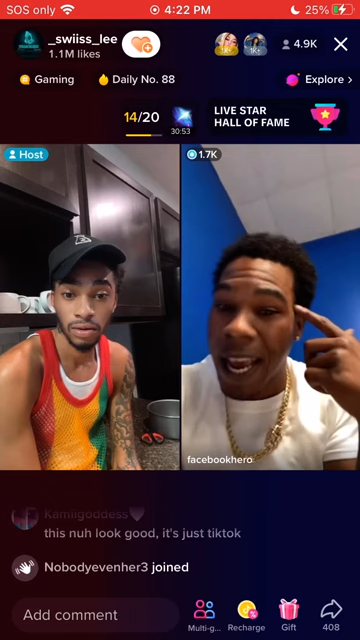 SOS only 4:22 PM 25%
_swiiss_lee
1.1M likes
1K+ 1K+ 4.9K
Gaming Daily No. 88 Explore >
14/20
30:53
LIVE STAR
HALL OF FAME
Host
1.7K
facebookhero
Kamiigoddess
this nuh look good, it's just tiktok
Nobodyevenher3 joined
Add comment
Multi-g... Recharge Gift 408